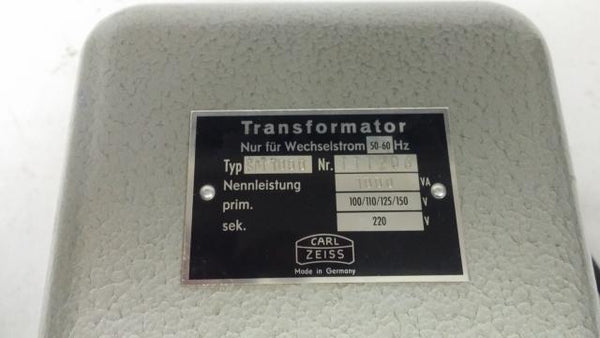 Transformator
Nur für Wechselstrom 50-60 Hz
Typ Nr.
Nennleistung 1000 VA
prim. 100/110/125/150 V
sek. 220 V
CARL
ZEISS
Made in Germany